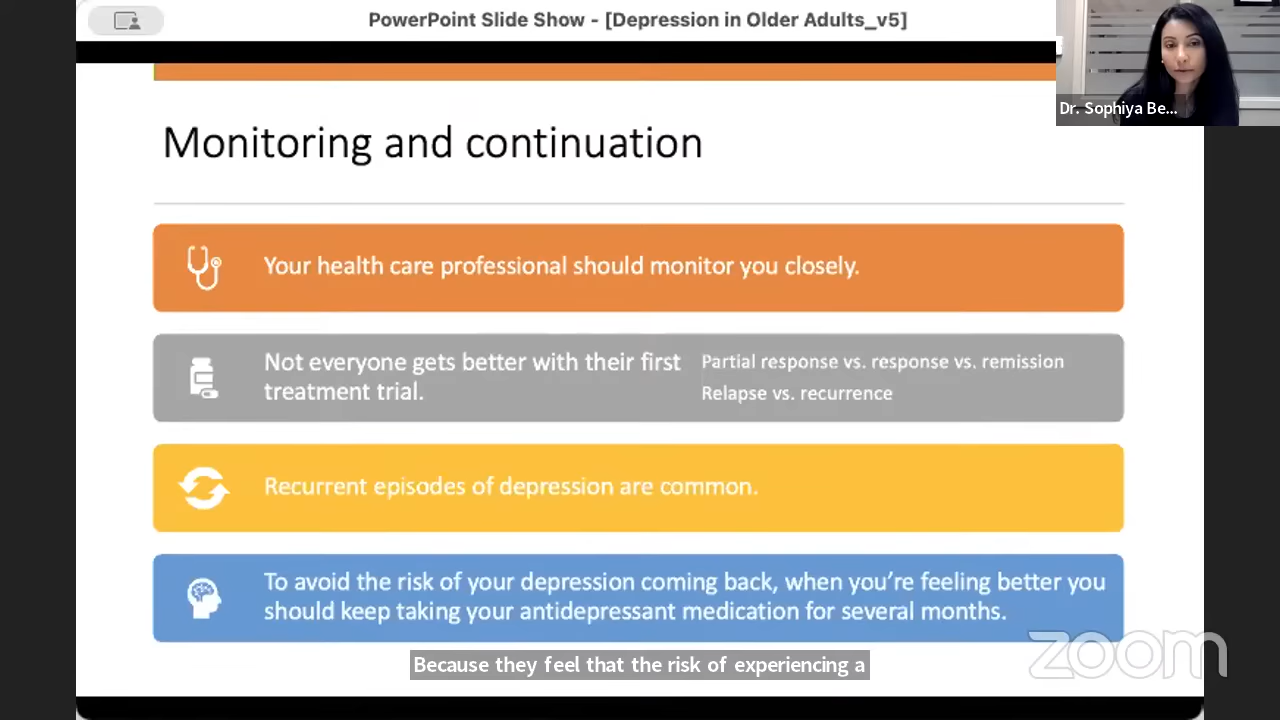 PowerPoint Slide Show - [Depression in Older Adults_v5]
Dr. Sophiya Be...
Monitoring and continuation
Your health care professional should monitor you closely.
Not everyone gets better with their first
treatment trial.
Partial response vs. response vs. remission
Relapse vs. recurrence
Recurrent episodes of depression are common.
To avoid the risk of your depression coming back, when you’re feeling better you
should keep taking your antidepressant medication for several months.
Because they feel that the risk of experiencing a
zoom